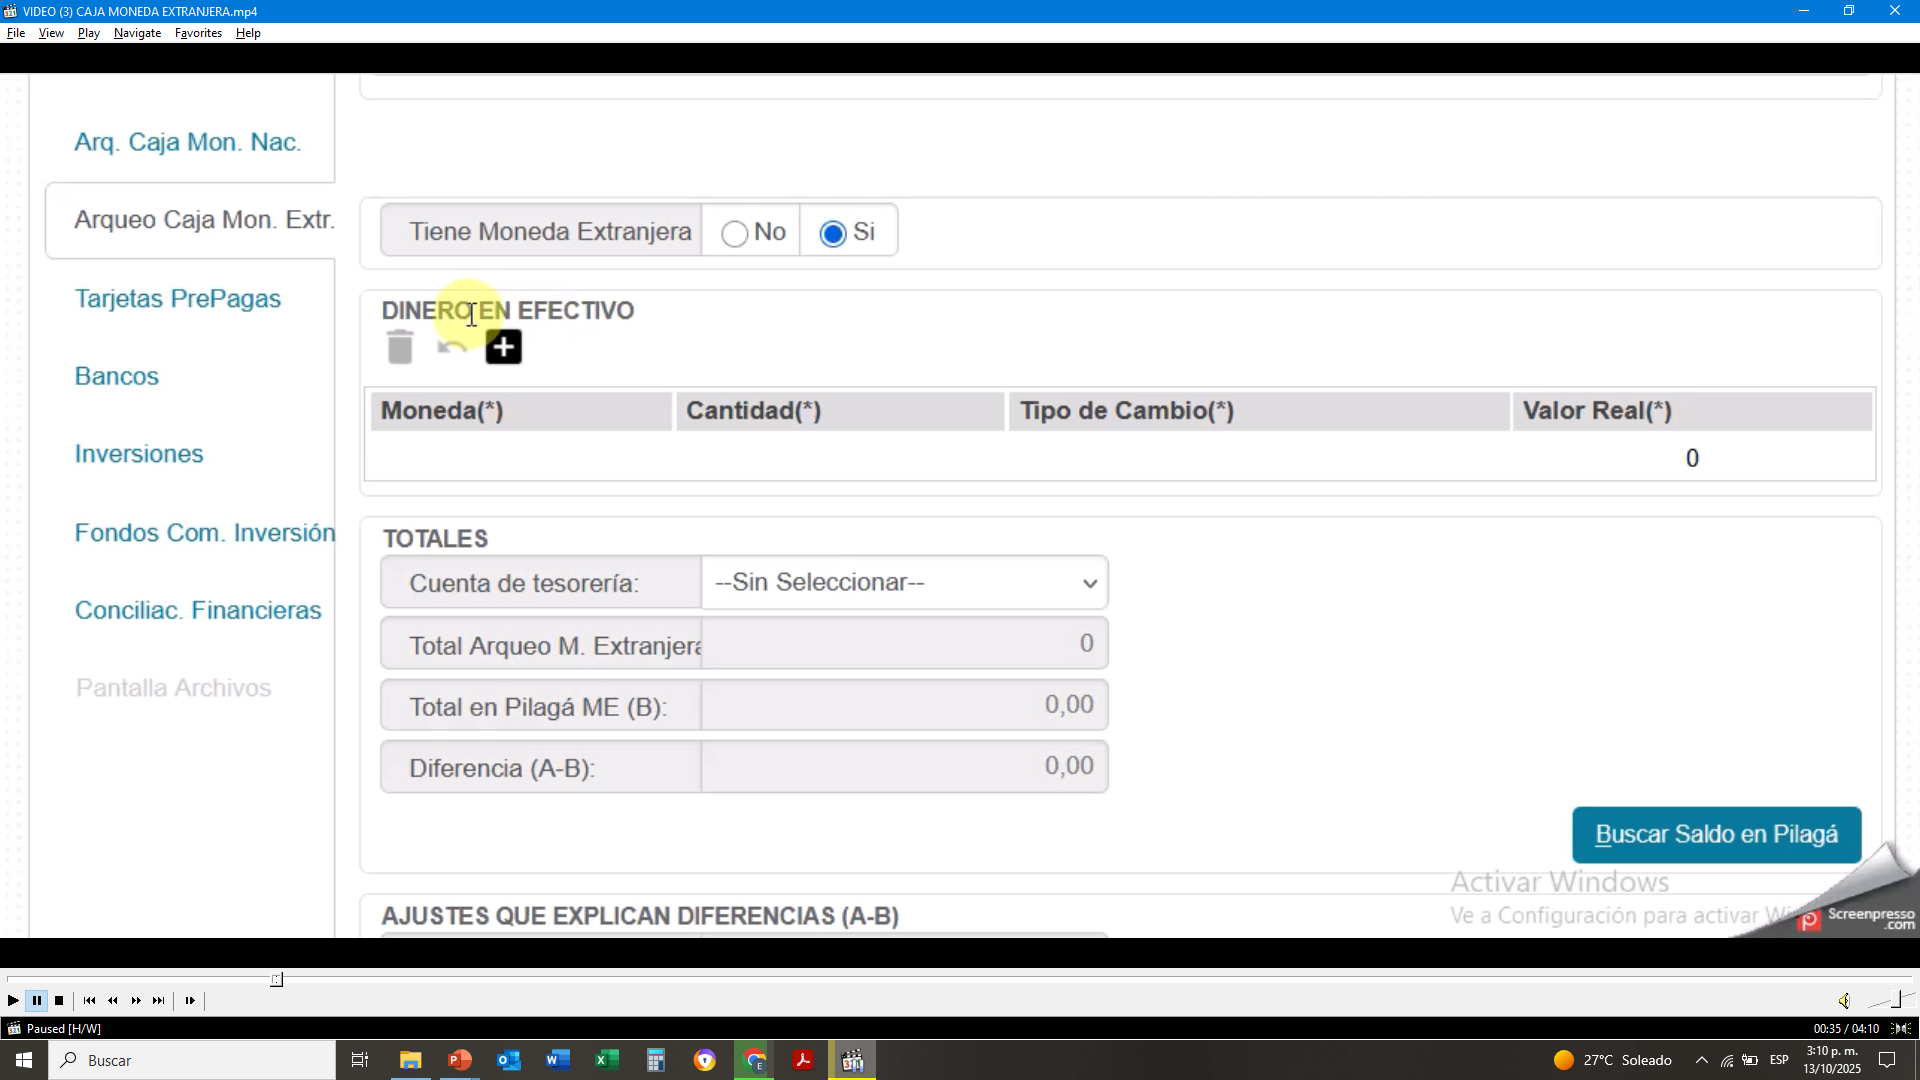 VIDEO (3) CAJA MONEDA EXTRANJERA.mp4
File View Play Navigate Favorites Help
Arq. Caja Mon. Nac.
Arqueo Caja Mon. Extr.
Tarjetas PrePagas
Bancos
Inversiones
Fondos Com. Inversión
Conciliac. Financieras
Pantalla Archivos
Tiene Moneda Extranjera No Si
DINERO EN EFECTIVO
Moneda(*) Cantidad(*) Tipo de Cambio(*) Valor Real(*)
0
TOTALES
Cuenta de tesorería: --Sin Seleccionar--
Total Arqueo M. Extranjera 0
Total en Pilagá ME (B): 0,00
Diferencia (A-B): 0,00
Buscar Saldo en Pilagá
Activar Windows
Ve a Configuración para activar
Screenpresso
.com
AJUSTES QUE EXPLICAN DIFERENCIAS (A-B)
Paused [H/W] 00:35 / 04:10
Buscar
27°C Soleado ESP
3:10 p. m.
13/10/2025